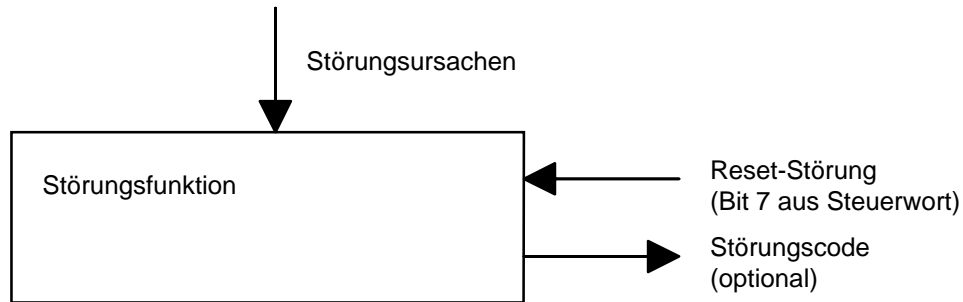 Störungsursachen
Störungsfunktion
Reset-Störung
(Bit 7 aus Steuerwort)
Störungscode
(optional)